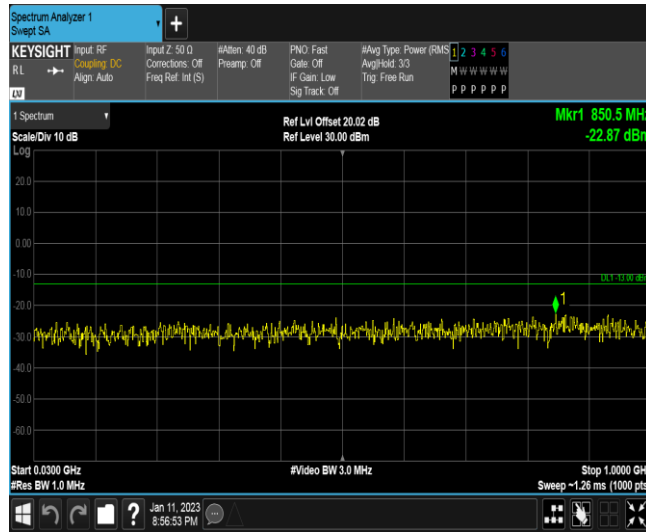 Spectrum Analyzer 1
Swept SA
KEYSIGHT
RL
LXI
Input: RF
Coupling: DC
Align: Auto
Input Z: 50 Ω
Corrections: Off
Freq Ref: Int (S)
#Atten: 40 dB
Preamp: Off
PNO: Fast
Gate: Off
IF Gain: Low
Sig Track: Off
#Avg Type: Power (RMS
Avg|Hold: 3/3
Trig: Free Run
1 2 3 4 5 6
M W W W W W
P P P P P P
1 Spectrum
Scale/Div 10 dB
Log
Ref Lvl Offset 20.02 dB
Ref Level 30.00 dBm
Mkr1 850.5 MHz
-22.87 dBm
20.0
10.0
0.00
-10.0
-20.0
-30.0
-40.0
-50.0
-60.0
DL1 -13.00 dBm
1
Start 0.0300 GHz
#Res BW 1.0 MHz
#Video BW 3.0 MHz
Stop 1.0000 GH
Sweep ~1.26 ms (1000 pts
?
Jan 11, 2023
8:56:53 PM